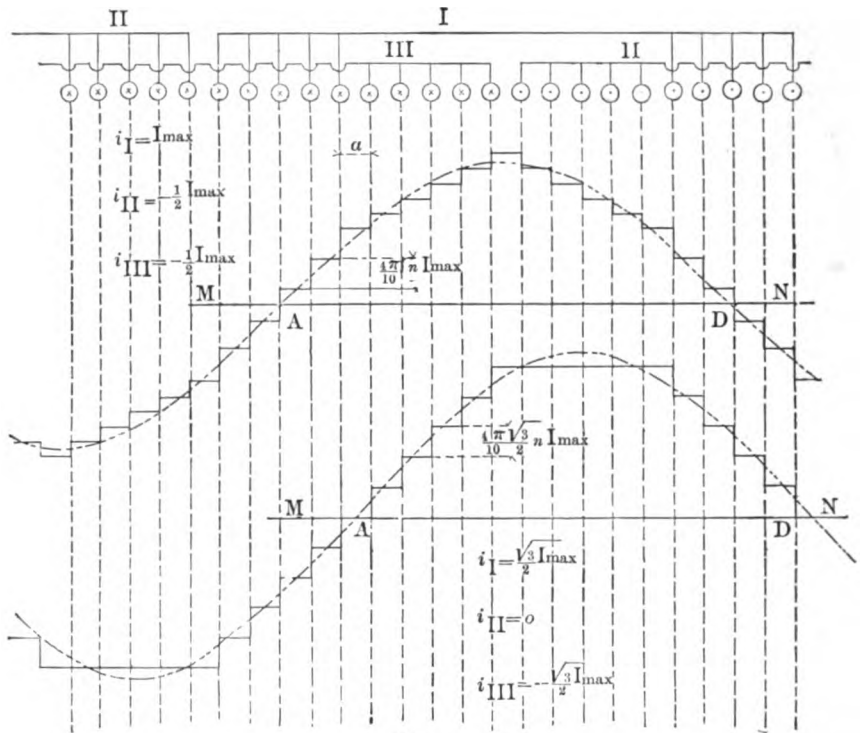 II I
III II
a
i_I = I_max
i_II = -1/2 I_max
i_III = -1/2 I_max
4π/10 n I_max
M A D N
4π/10 √3/2 n I_max
M A D N
i_I = √3/2 I_max
i_II = o
i_III = -√3/2 I_max